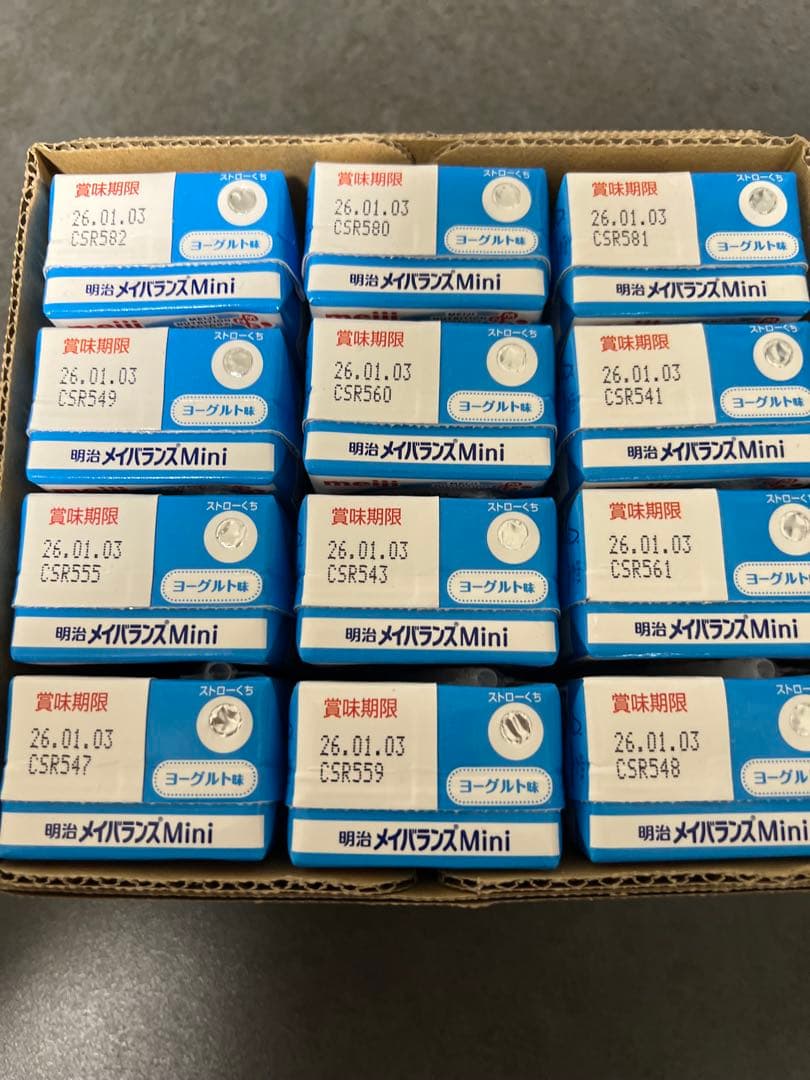 賞味期限
ストローくち
26.01.03
CSR582
ヨーグルト味
明治メイバランスMini
賞味期限
ストローくち
26.01.03
CSR580
ヨーグルト味
明治メイバランスMini
賞味期限
ストローくち
26.01.03
CSR581
ヨーグルト味
明治メイバランスMini
meiji
賞味期限
ストローくち
26.01.03
CSR549
ヨーグルト味
明治メイバランスMini
賞味期限
ストローくち
26.01.03
CSR560
ヨーグルト味
明治メイバランスMini
meiji
賞味期限
ストローくち
26.01.03
CSR541
ヨーグルト味
明治メイバランスMini
賞味期限
ストローくち
26.01.03
CSR555
ヨーグルト味
明治メイバランスMini
賞味期限
ストローくち
26.01.03
CSR543
ヨーグルト味
明治メイバランスMini
賞味期限
ストローく
26.01.03
CSR561
ヨーグル
明治メイバランスMini
賞味期限
ストローくち
26.01.03
CSR547
ヨーグルト味
明治メイバランスMini
賞味期限
ストローくち
26.01.03
CSR559
ヨーグルト味
明治メイバランスMini
賞味期限
ストロー
26.01.03
CSR548
ヨーグル
明治メイバランスMini